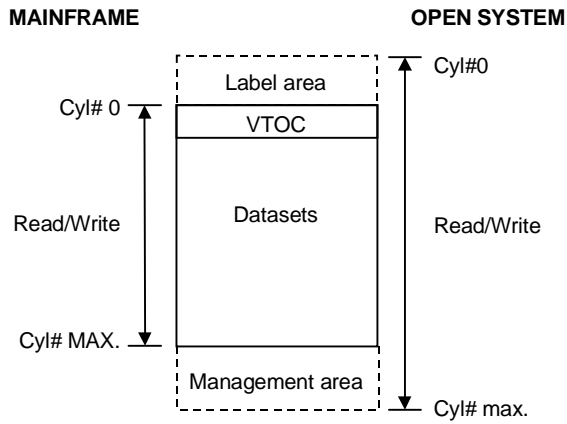 MAINFRAME
OPEN SYSTEM
Cyl#0
Label area
Cyl# 0
VTOC
Datasets
Read/Write
Read/Write
Cyl# MAX.
Management area
Cyl# max.